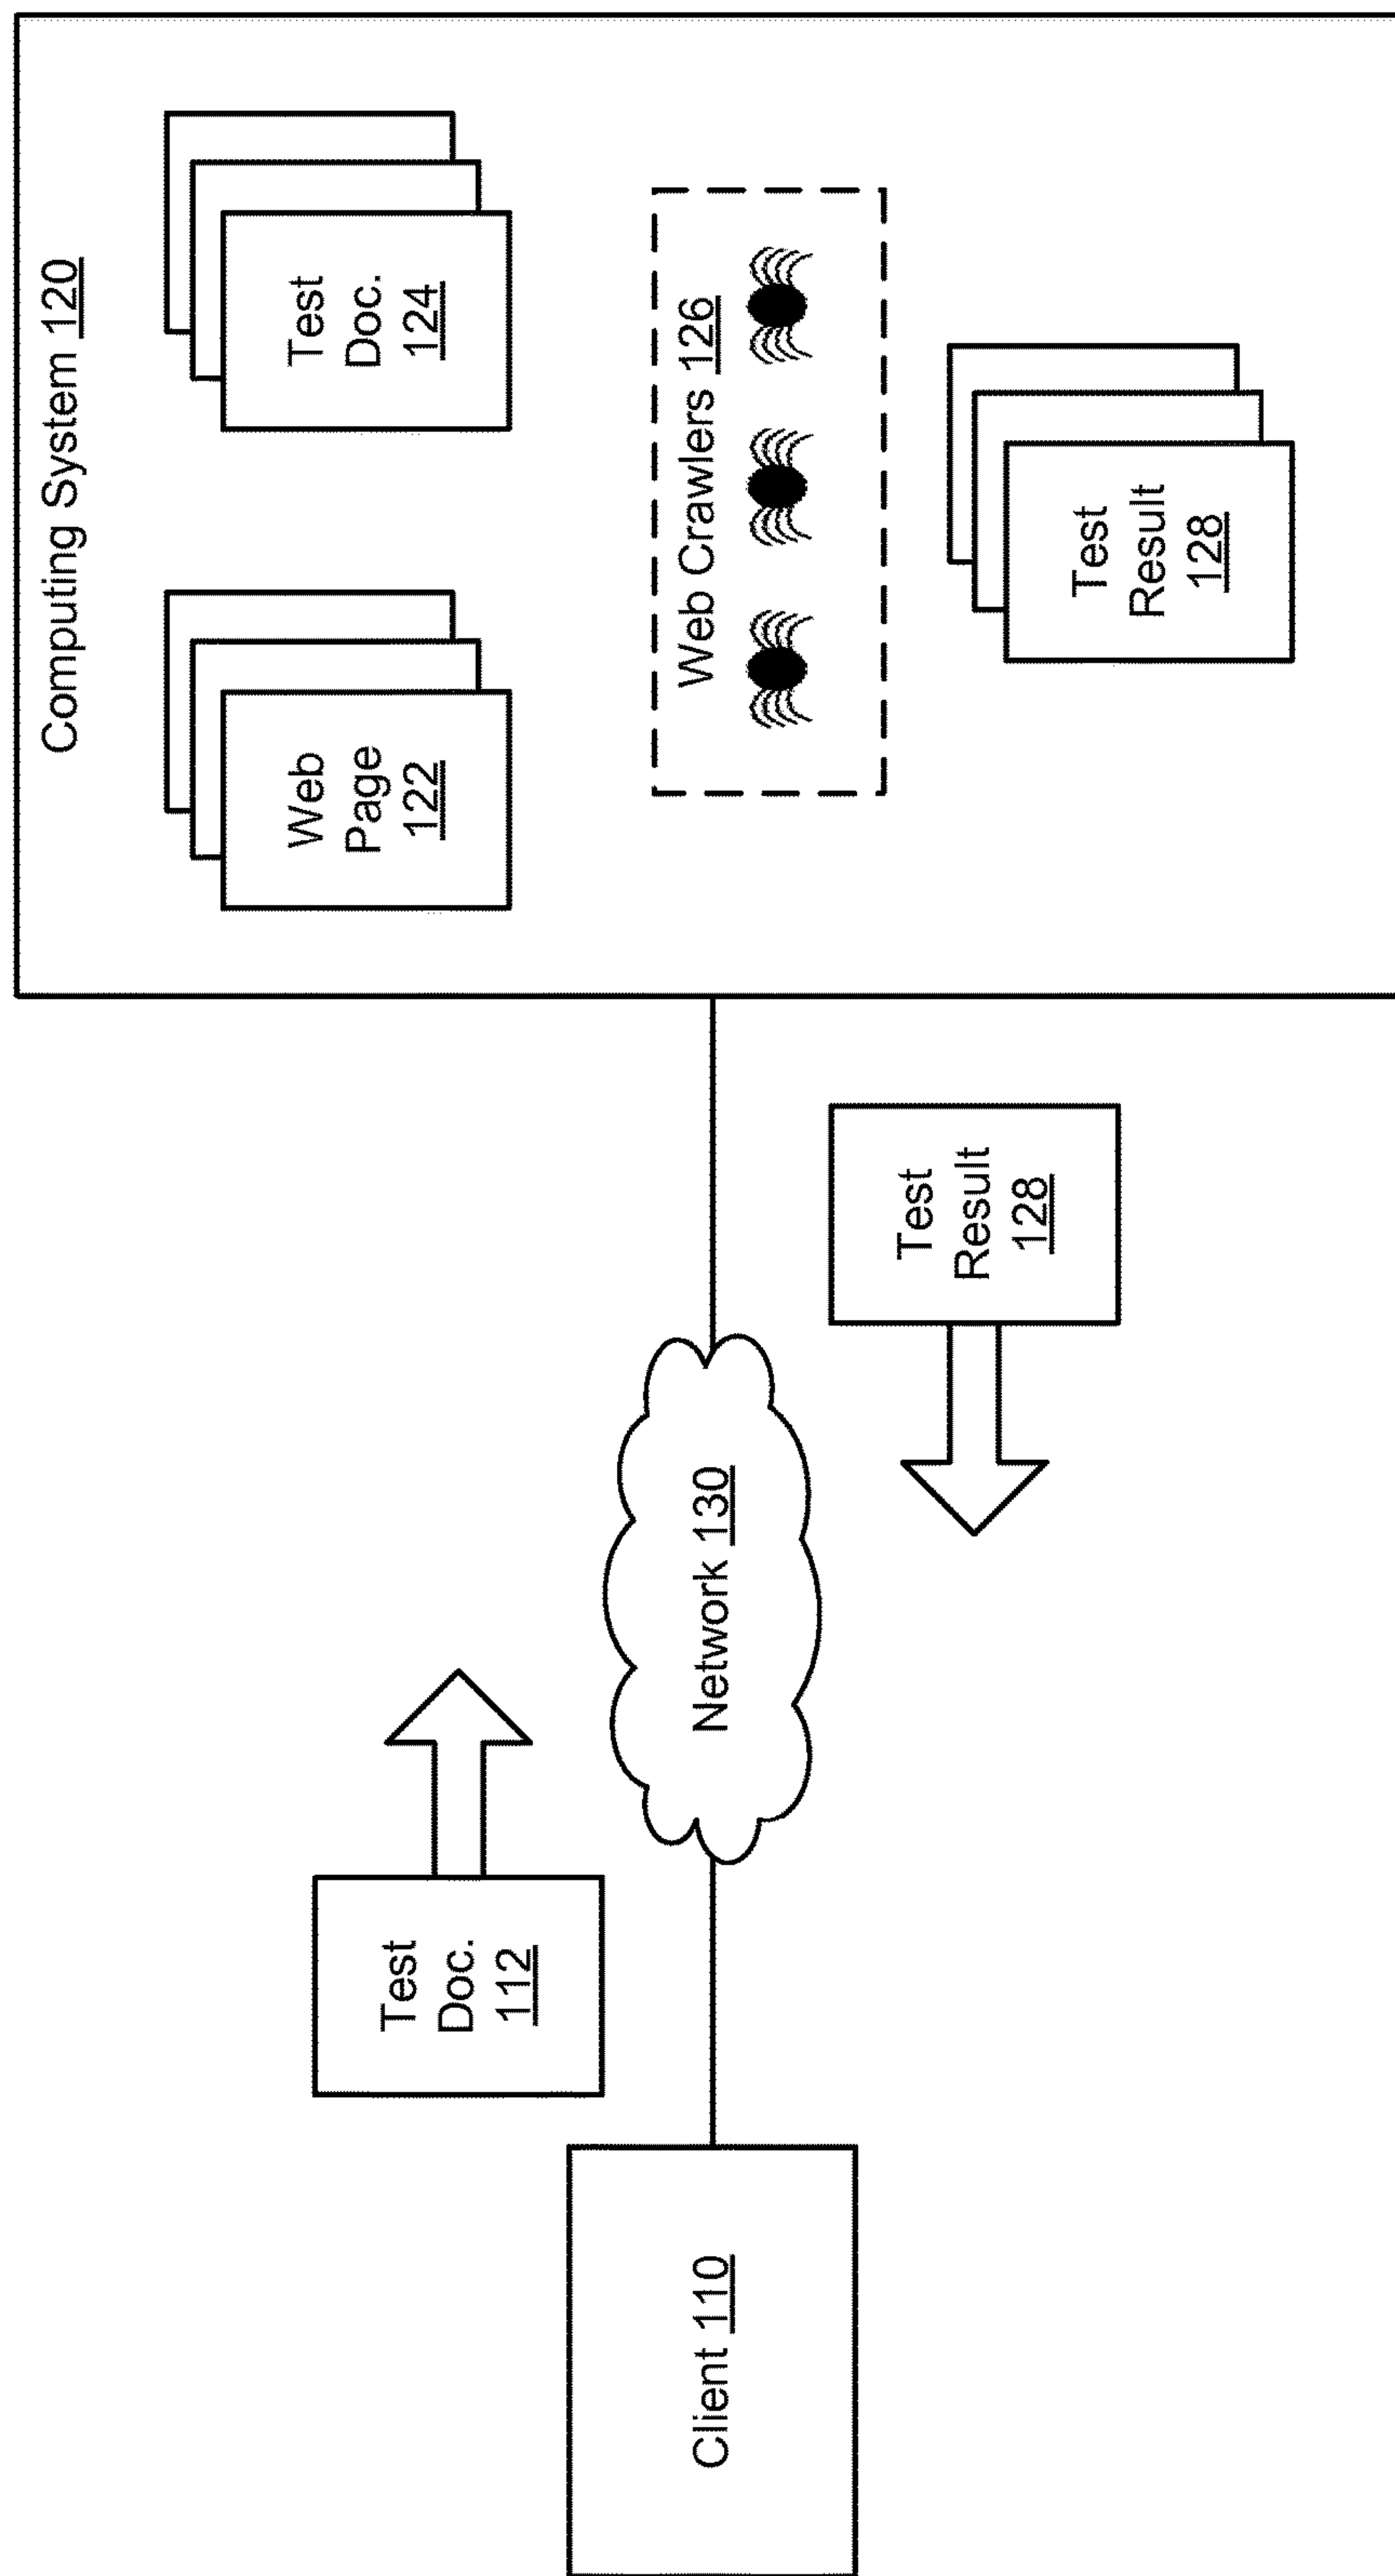 Computing System 120
Web
Page
122
Test
Doc.
124
Web Crawlers 126
Test
Result
128
Test
Doc.
112
Client 110
Network 130
Test
Result
128